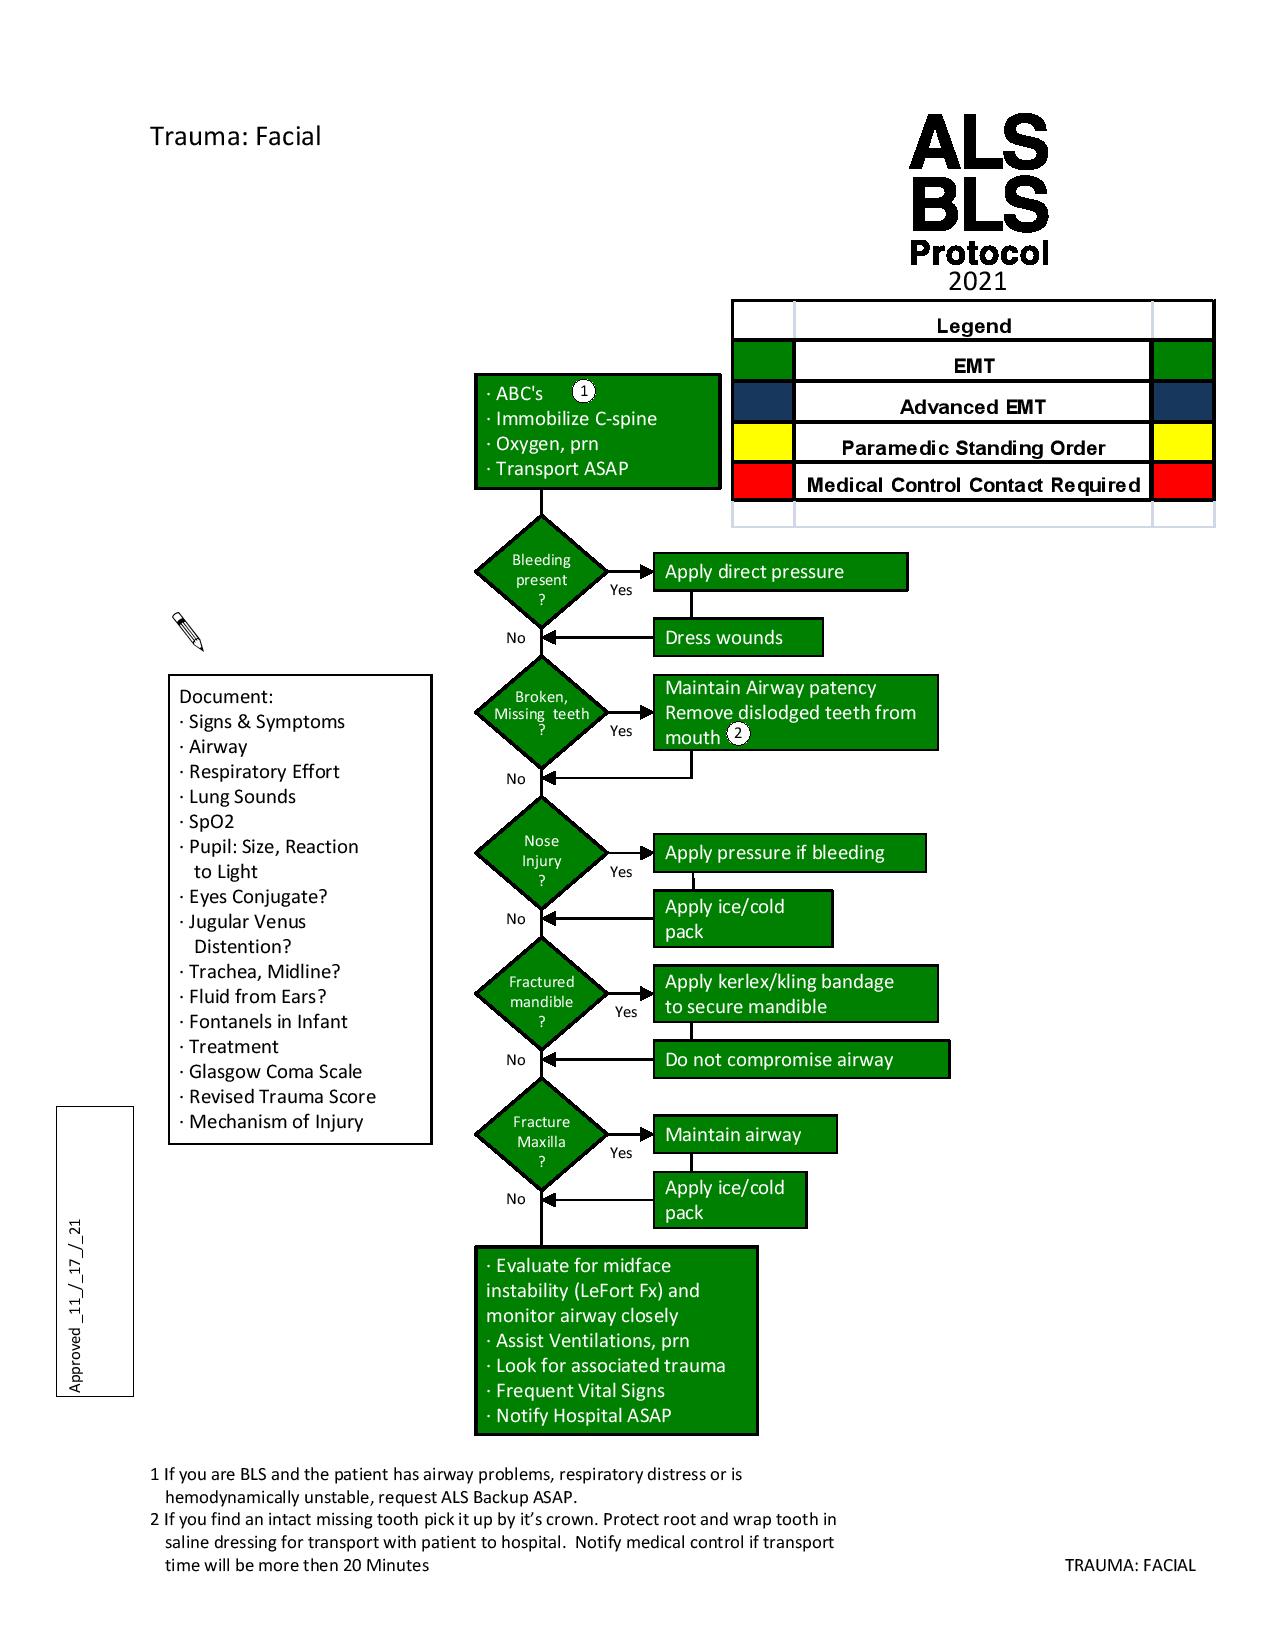 Trauma: Facial
ALS
BLS
Protocol
2021
Legend
EMT
Advanced EMT
Paramedic Standing Order
Medical Control Contact Required
· ABC's 1
· Immobilize C-spine
· Oxygen, prn
· Transport ASAP
Bleeding
present
?
Yes
Apply direct pressure
Dress wounds
No
Broken,
Missing teeth
?
Yes
Maintain Airway patency
Remove dislodged teeth from
mouth 2
No
Nose
Injury
?
Yes
Apply pressure if bleeding
Apply ice/cold
pack
No
Fractured
mandible
?
Yes
Apply kerlex/kling bandage
to secure mandible
Do not compromise airway
No
Fracture
Maxilla
?
Yes
Maintain airway
Apply ice/cold
pack
No
· Evaluate for midface
instability (LeFort Fx) and
monitor airway closely
· Assist Ventilations, prn
· Look for associated trauma
· Frequent Vital Signs
· Notify Hospital ASAP
Document:
· Signs & Symptoms
· Airway
· Respiratory Effort
· Lung Sounds
· SpO2
· Pupil: Size, Reaction
to Light
· Eyes Conjugate?
· Jugular Venus
Distention?
· Trachea, Midline?
· Fluid from Ears?
· Fontanels in Infant
· Treatment
· Glasgow Coma Scale
· Revised Trauma Score
· Mechanism of Injury
Approved _11_/_17_/_21
1 If you are BLS and the patient has airway problems, respiratory distress or is
hemodynamically unstable, request ALS Backup ASAP.
2 If you find an intact missing tooth pick it up by it’s crown. Protect root and wrap tooth in
saline dressing for transport with patient to hospital.  Notify medical control if transport
time will be more then 20 Minutes
TRAUMA: FACIAL